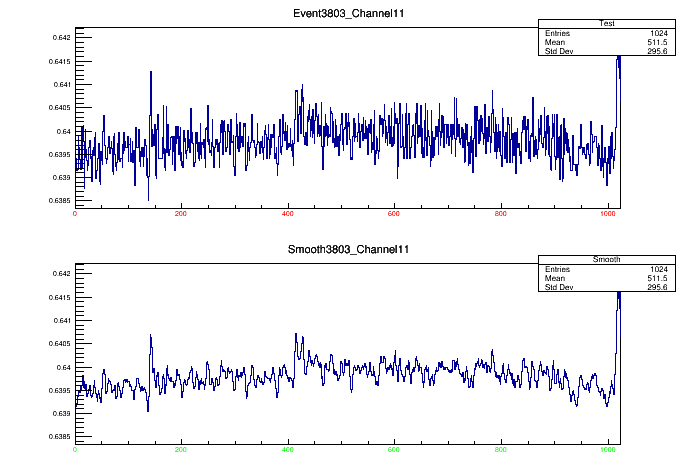 Event3803_Channel11
Test
Entries 1024
Mean 511.5
Std Dev 295.6
0.642
0.6415
0.641
0.6405
0.64
0.6395
0.639
0.6385
0 200 400 600 800 1000
Smooth3803_Channel11
Smooth
Entries 1024
Mean 511.5
Std Dev 295.6
0.642
0.6415
0.641
0.6405
0.64
0.6395
0.639
0.6385
0 200 400 600 800 1000